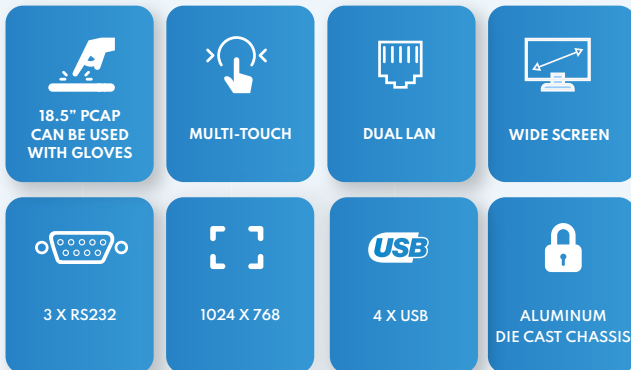 18.5” PCAP
CAN BE USED
WITH GLOVES
MULTI-TOUCH
DUAL LAN
WIDE SCREEN
3 X RS232
1024 X 768
USB
4 X USB
ALUMINUM
DIE CAST CHASSIS